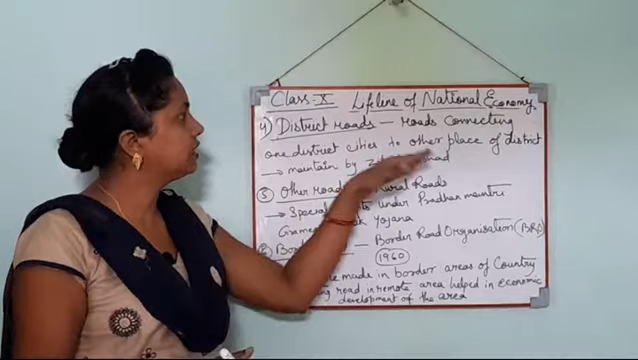 Class-X Lifeline of National Economy
4) District roads - roads connecting
one district cities to other place of district
→ maintain by
⑤ Other roads Rural Roads
→ Special under Pradhan mantri
Yojana
Border Road Organisation (BRO)
1960
made in border areas of Country
road in remote area helped in economic
development of the area